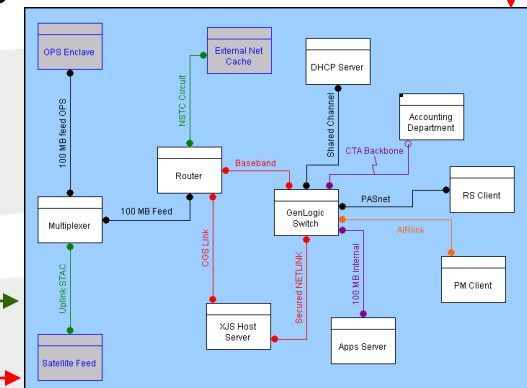 OPS Enclave
External Net
Cache
DHCP Server
Accounting
Department
NSTC Circuit
Shared Channel
100 MB feed OPS
CTA Backbone
Router
Baseband
GenLogic
Switch
PASnet
RS Client
Multiplexer
100 MB Feed
CGS Link
AIRlink
Secured NETLINK
100 MB Internal
PM Client
Uplink STAC
XJS Host
Server
Apps Server
Satellite Feed